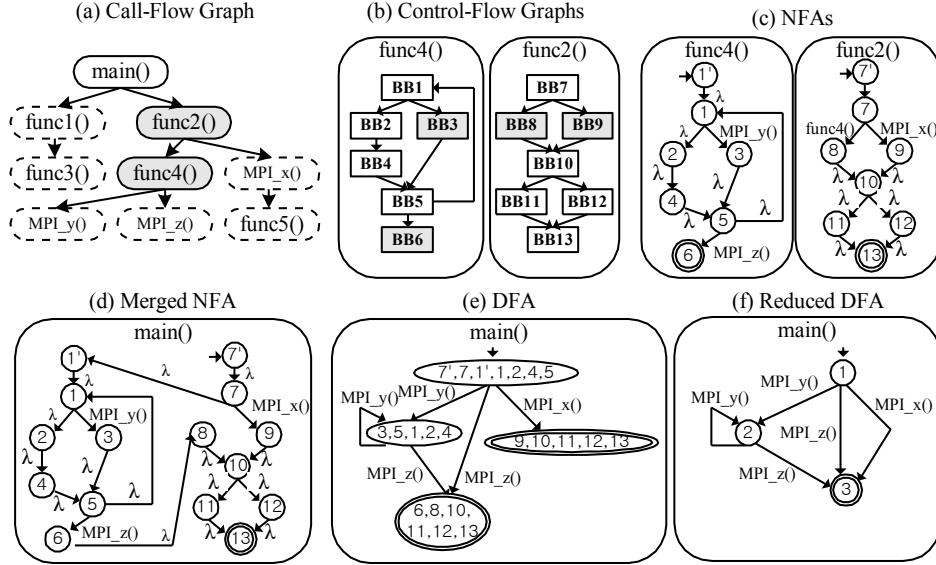 (a) Call-Flow Graph
main()
func1()
func2()
func3()
func4()
MPI_x()
MPI_y()
MPI_z()
func5()
(b) Control-Flow Graphs
func4()
BB1
BB2
BB3
BB4
BB5
BB6
func2()
BB7
BB8
BB9
BB10
BB11
BB12
BB13
(c) NFAs
func4()
1'
λ
1
λ
MPI_y()
2
3
λ
λ
4
λ
5
λ
6
MPI_z()
func2()
7'
λ
7
func4()
MPI_x()
8
9
λ
λ
10
λ
λ
11
12
λ
λ
13
(d) Merged NFA
main()
1'
λ
7'
λ
λ
1
7
λ
MPI_y()
MPI_x()
2
3
8
9
λ
λ
λ
λ
10
4
λ
5
λ
λ
λ
11
12
6
MPI_z()
λ
λ
λ
13
(e) DFA
main()
7',7,1',1,2,4,5
MPI_y()
MPI_y()
MPI_x()
3,5,1,2,4
9,10,11,12,13
MPI_z()
MPI_z()
6,8,10,
11,12,13
(f) Reduced DFA
main()
1
MPI_y()
MPI_y()
MPI_x()
2
MPI_z()
MPI_z()
3